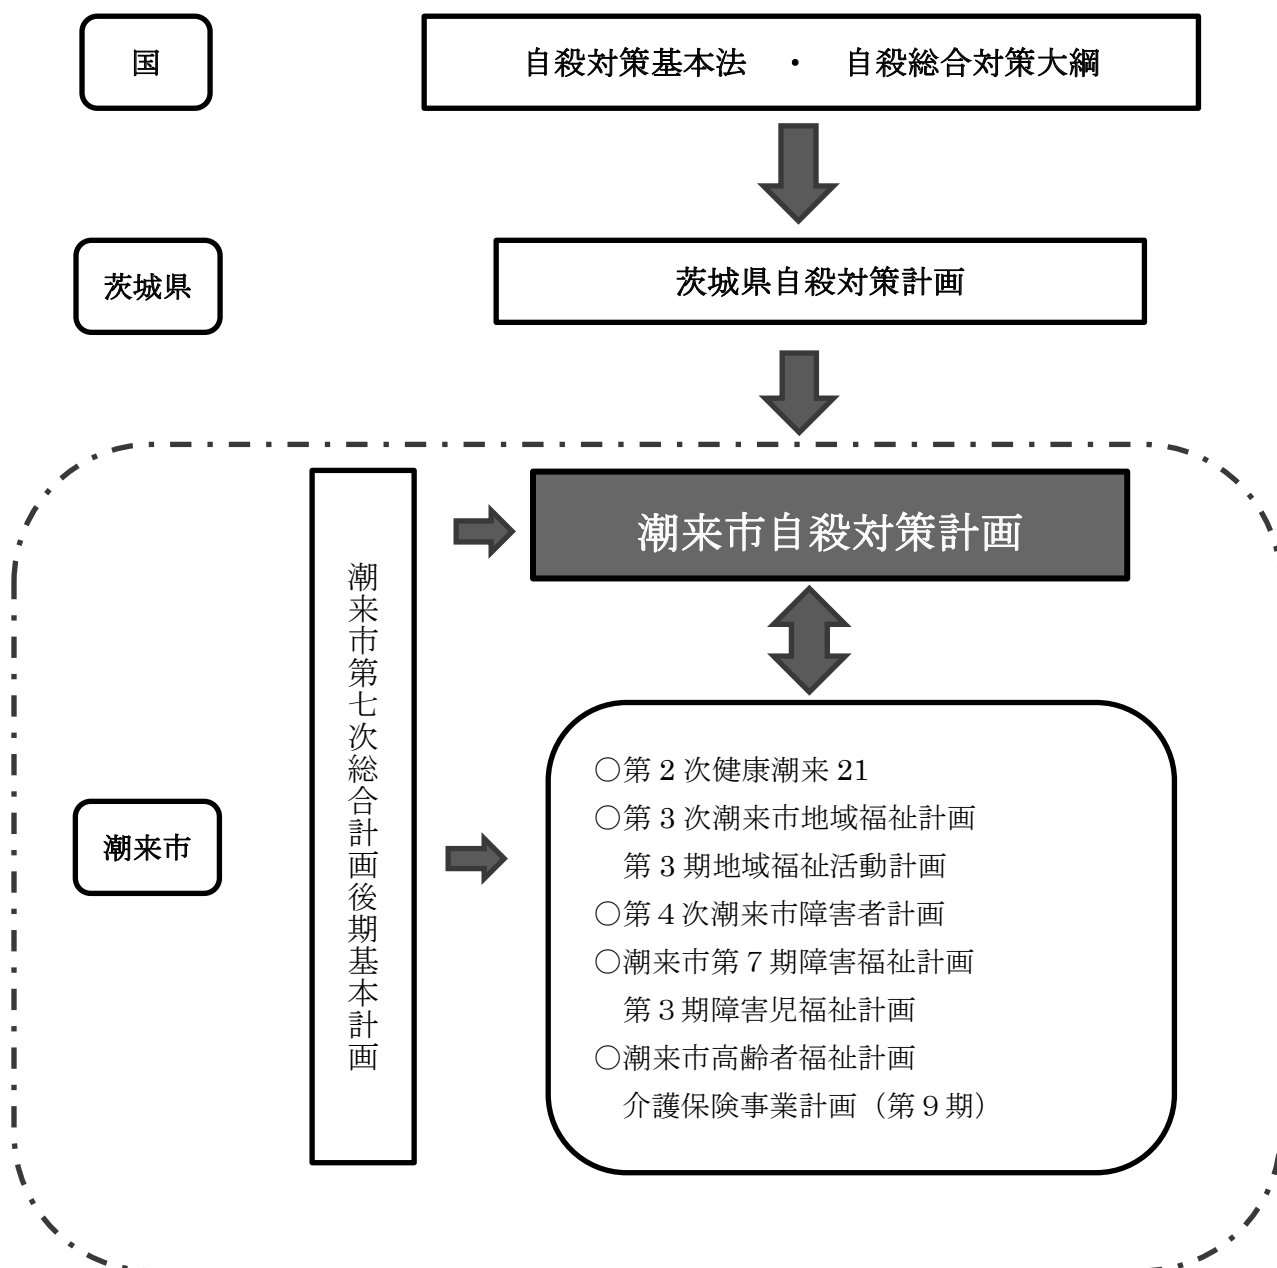 国
自殺対策基本法　・　自殺総合対策大綱
茨城県
茨城県自殺対策計画
潮来市自殺対策計画
潮来市第七次総合計画後期基本計画
潮来市
○第２次健康潮来 21
○第３次潮来市地域福祉計画
第３期地域福祉活動計画
○第４次潮来市障害者計画
○潮来市第７期障害福祉計画
第３期障害児福祉計画
○潮来市高齢者福祉計画
介護保険事業計画（第９期）